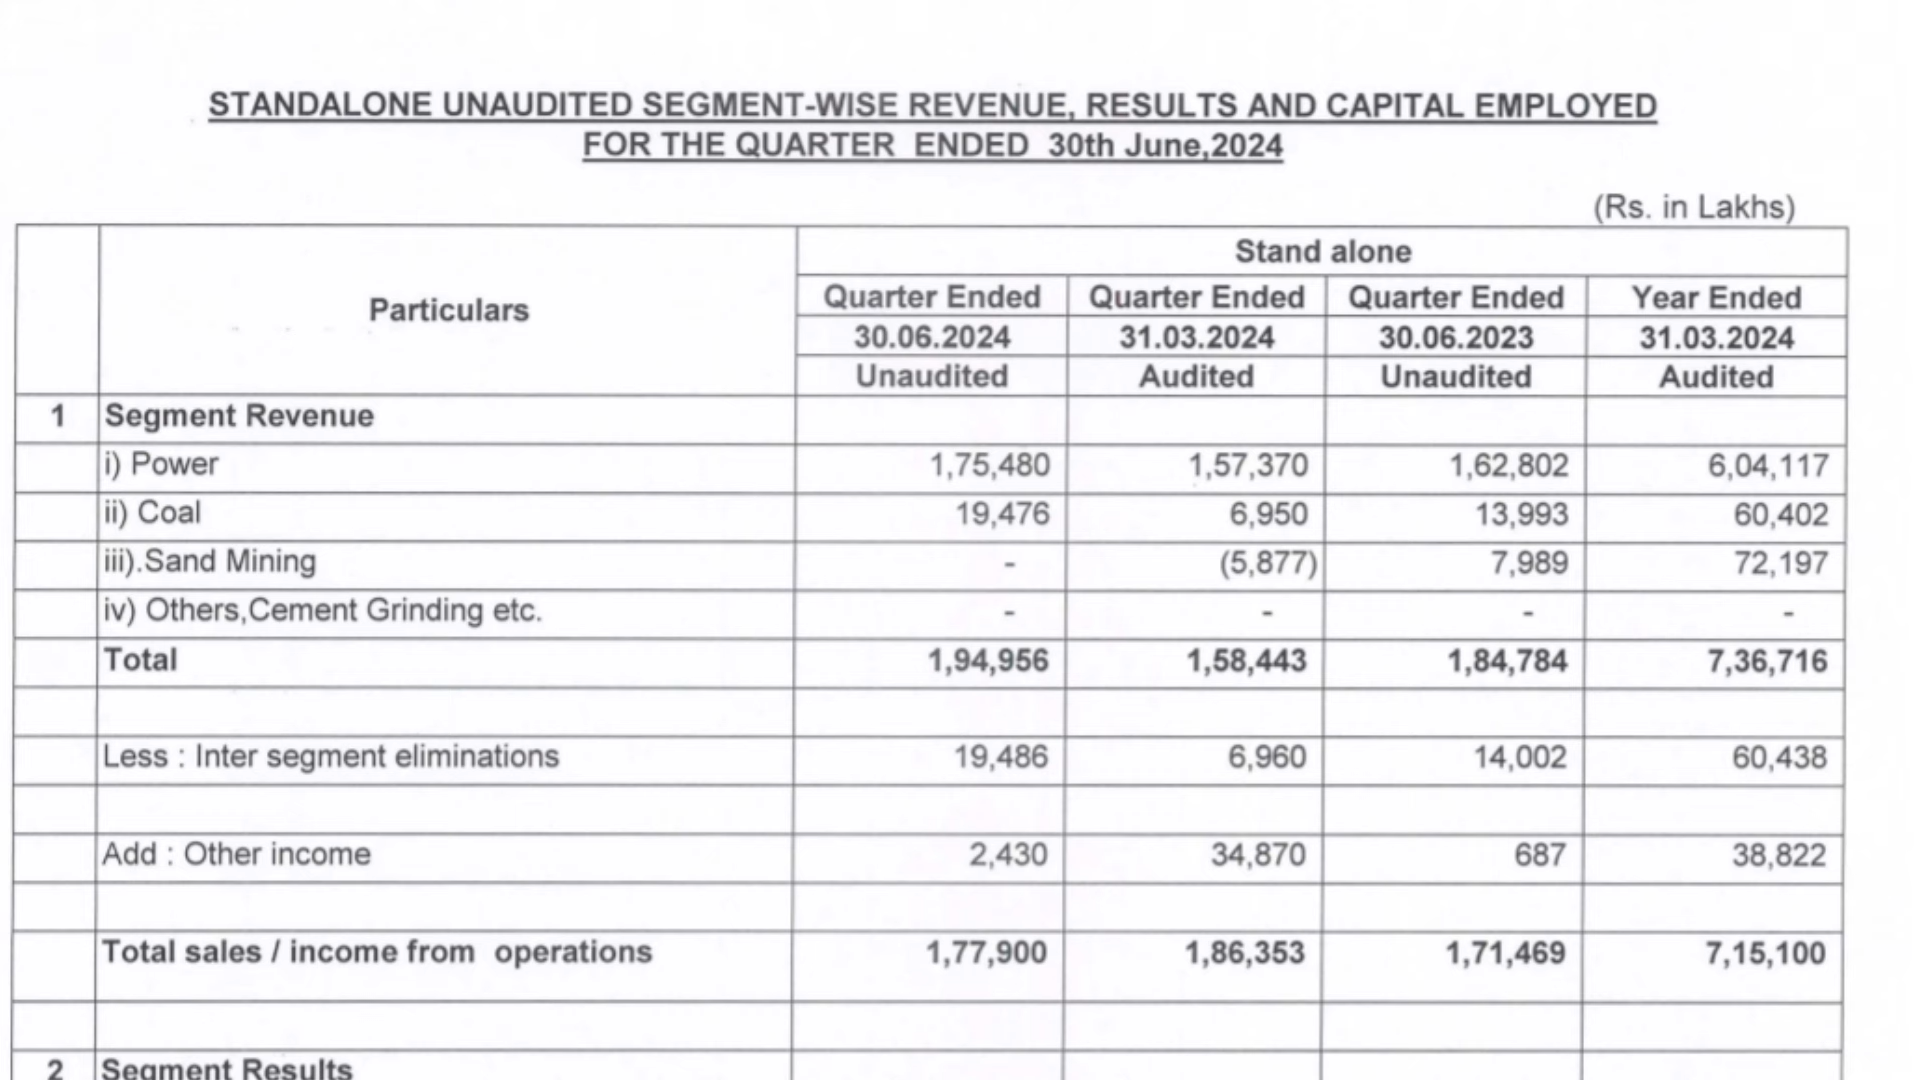 STANDALONE UNAUDITED SEGMENT-WISE REVENUE, RESULTS AND CAPITAL EMPLOYED
FOR THE QUARTER ENDED 30th June,2024
(Rs. in Lakhs)
Particulars Stand alone
Quarter Ended Quarter Ended Quarter Ended Year Ended
30.06.2024 31.03.2024 30.06.2023 31.03.2024
Unaudited Audited Unaudited Audited
1 Segment Revenue
i) Power 1,75,480 1,57,370 1,62,802 6,04,117
ii) Coal 19,476 6,950 13,993 60,402
iii).Sand Mining - (5,877) 7,989 72,197
iv) Others,Cement Grinding etc. - - - -
Total 1,94,956 1,58,443 1,84,784 7,36,716
Less : Inter segment eliminations 19,486 6,960 14,002 60,438
Add : Other income 2,430 34,870 687 38,822
Total sales / income from operations 1,77,900 1,86,353 1,71,469 7,15,100
2 Segment Results